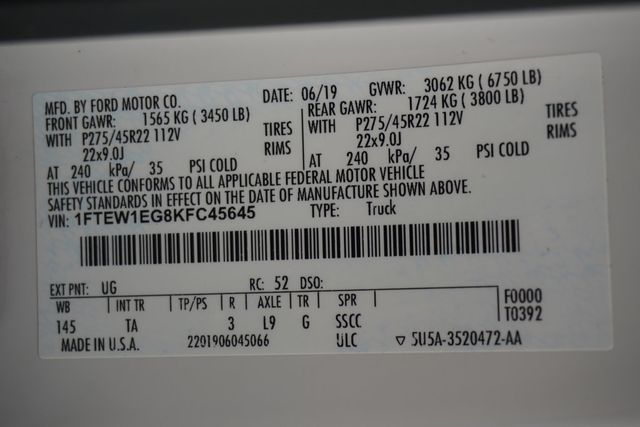 MFD. BY FORD MOTOR CO. DATE: 06/19 GVWR: 3062 KG ( 6750 LB)
FRONT GAWR: 1565 KG ( 3450 LB) REAR GAWR: 1724 KG ( 3800 LB)
WITH P275/45R22 112V TIRES WITH P275/45R22 112V TIRES
22x9.0J RIMS 22x9.0J RIMS
AT 240 kPa/ 35 PSI COLD AT 240 kPa/ 35 PSI COLD
THIS VEHICLE CONFORMS TO ALL APPLICABLE FEDERAL MOTOR VEHICLE
SAFETY STANDARDS IN EFFECT ON THE DATE OF MANUFACTURE SHOWN ABOVE.
VIN: 1FTEW1EG8KFC45645 TYPE: Truck
EXT PNT: UG RC: 52 DSO:
WB INT TR TP/PS R AXLE TR SPR F0000
145 TA 3 L9 G SSCC T0392
MADE IN U.S.A. 2201906045066 ULC ▽ 5U5A-3520472-AA